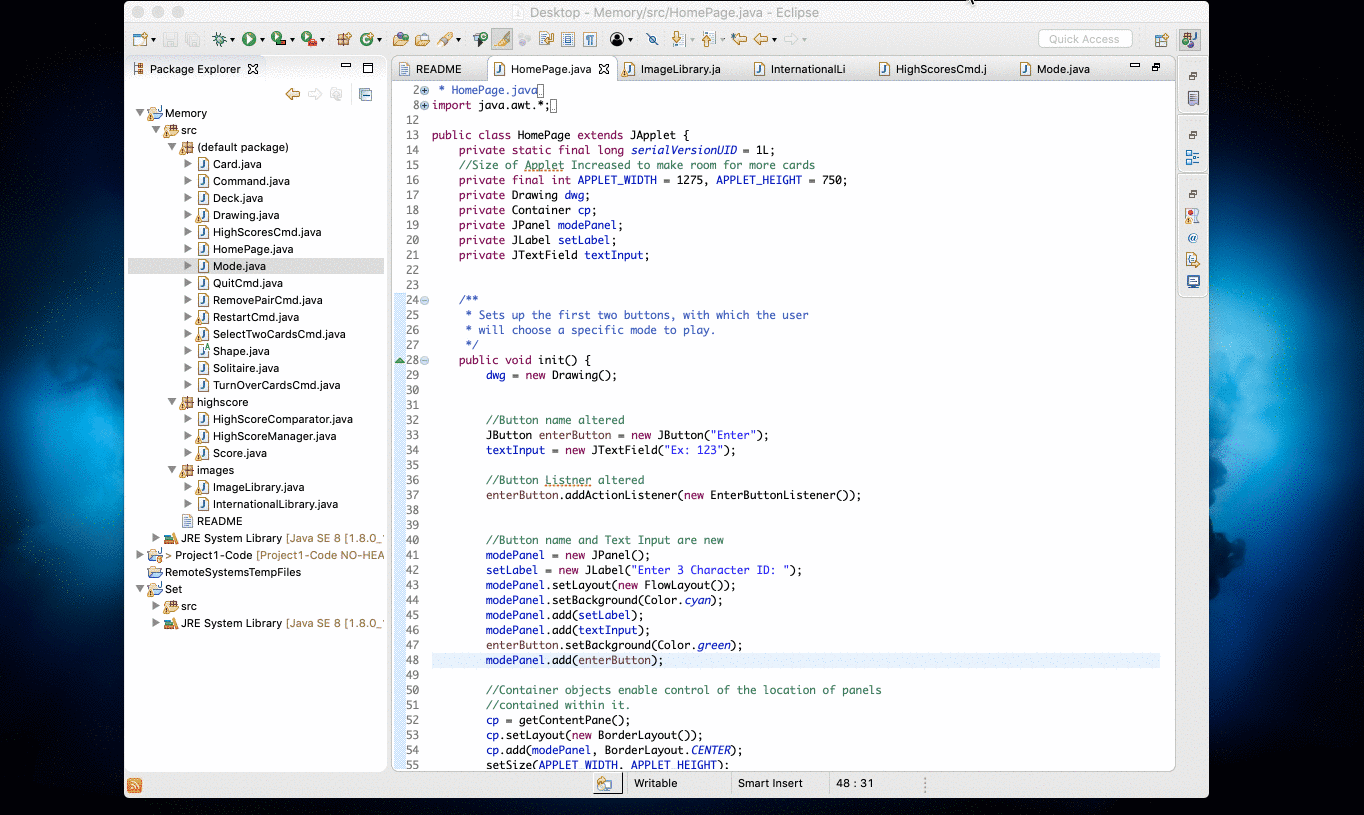 Desktop - Memory/src/HomePage.java - Eclipse
Quick Access
Package Explorer
README
HomePage.java
ImageLibrary.ja
InternationalLi
HighScoresCmd.j
Mode.java
Memory
src
(default package)
Card.java
Command.java
Deck.java
Drawing.java
HighScoresCmd.java
HomePage.java
Mode.java
QuitCmd.java
RemovePairCmd.java
RestartCmd.java
SelectTwoCardsCmd.java
Shape.java
Solitaire.java
TurnOverCardsCmd.java
highscore
HighScoreComparator.java
HighScoreManager.java
Score.java
images
ImageLibrary.java
InternationalLibrary.java
README
JRE System Library [Java SE 8 [1.8.0_
> Project1-Code [Project1-Code NO-HEA
RemoteSystemsTempFiles
Set
src
JRE System Library [Java SE 8 [1.8.0_
2 * HomePage.java
8 import java.awt.*;
12
13 public class HomePage extends JApplet {
14 private static final long serialVersionUID = 1L;
15 //Size of Applet Increased to make room for more cards
16 private final int APPLET_WIDTH = 1275, APPLET_HEIGHT = 750;
17 private Drawing dwg;
18 private Container cp;
19 private JPanel modePanel;
20 private JLabel setLabel;
21 private JTextField textInput;
22
23
24 /**
25 * Sets up the first two buttons, with which the user
26 * will choose a specific mode to play.
27 */
28 public void init() {
29 dwg = new Drawing();
30
31
32 //Button name altered
33 JButton enterButton = new JButton("Enter");
34 textInput = new JTextField("Ex: 123");
35
36 //Button Listner altered
37 enterButton.addActionListener(new EnterButtonListener());
38
39
40 //Button name and Text Input are new
41 modePanel = new JPanel();
42 setLabel = new JLabel("Enter 3 Character ID: ");
43 modePanel.setLayout(new FlowLayout());
44 modePanel.setBackground(Color.cyan);
45 modePanel.add(setLabel);
46 modePanel.add(textInput);
47 enterButton.setBackground(Color.green);
48 modePanel.add(enterButton);
49
50 //Container objects enable control of the location of panels
51 //contained within it.
52 cp = getContentPane();
53 cp.setLayout(new BorderLayout());
54 cp.add(modePanel, BorderLayout.CENTER);
55 setSize(APPLET_WIDTH, APPLET_HEIGHT);
Writable
Smart Insert
48 : 31